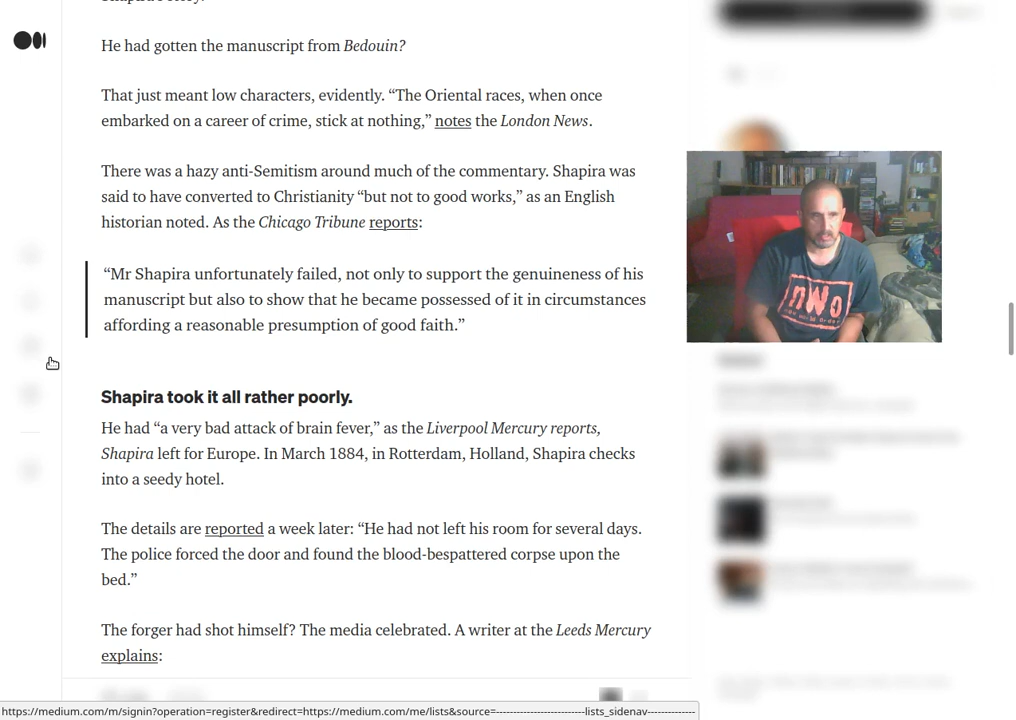 He had gotten the manuscript from Bedouin?
That just meant low characters, evidently. “The Oriental races, when once
embarked on a career of crime, stick at nothing,” notes the London News.
There was a hazy anti-Semitism around much of the commentary. Shapira was
said to have converted to Christianity “but not to good works,” as an English
historian noted. As the Chicago Tribune reports:
“Mr Shapira unfortunately failed, not only to support the genuineness of his
manuscript but also to show that he became possessed of it in circumstances
affording a reasonable presumption of good faith.”
nWo
Shapira took it all rather poorly.
He had “a very bad attack of brain fever,” as the Liverpool Mercury reports,
Shapira left for Europe. In March 1884, in Rotterdam, Holland, Shapira checks
into a seedy hotel.
The details are reported a week later: “He had not left his room for several days.
The police forced the door and found the blood-bespattered corpse upon the
bed.”
The forger had shot himself? The media celebrated. A writer at the Leeds Mercury
explains:
https://medium.com/m/signin?operation=register&redirect=https://medium.com/me/lists&source=--------------------------lists_sidenav--------------